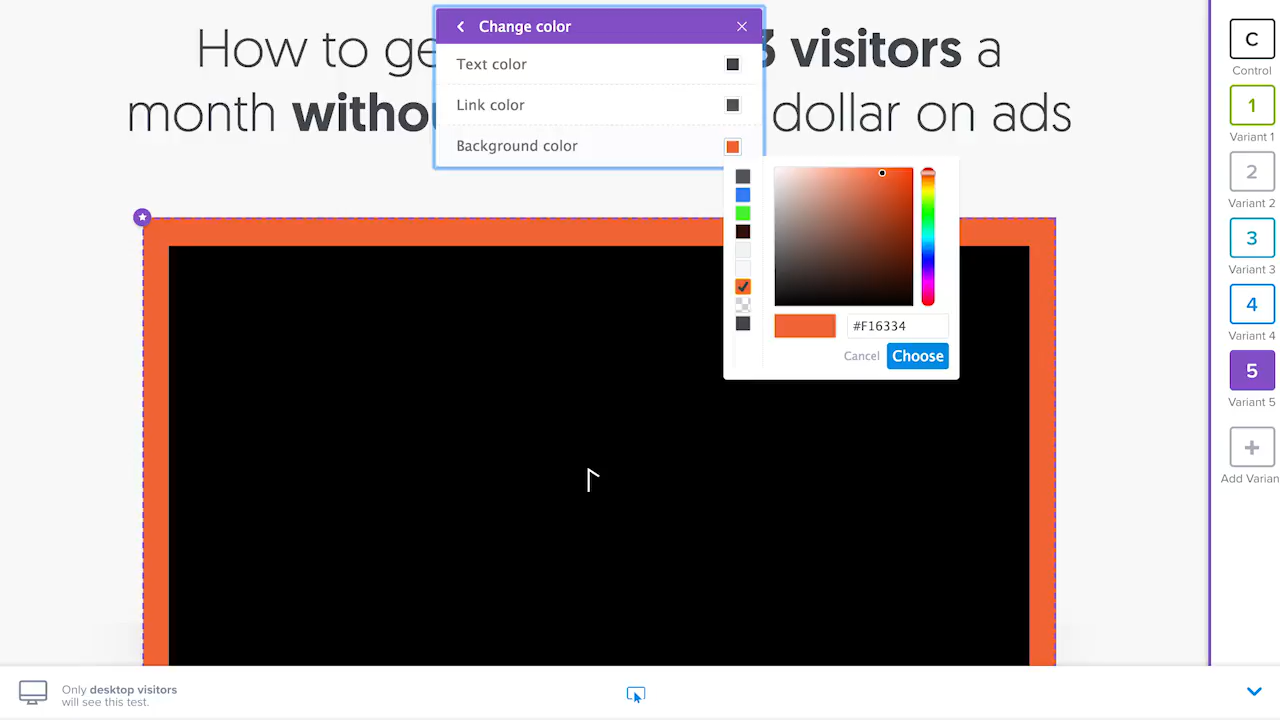 How to ge
3 visitors a
month withou
dollar on ads
Change color
Text color
Link color
Background color
#F16334
Cancel Choose
C
Control
1
Variant 1
2
Variant 2
3
Variant 3
4
Variant 4
5
Variant 5
+
Add Varian
Only desktop visitors
will see this test.